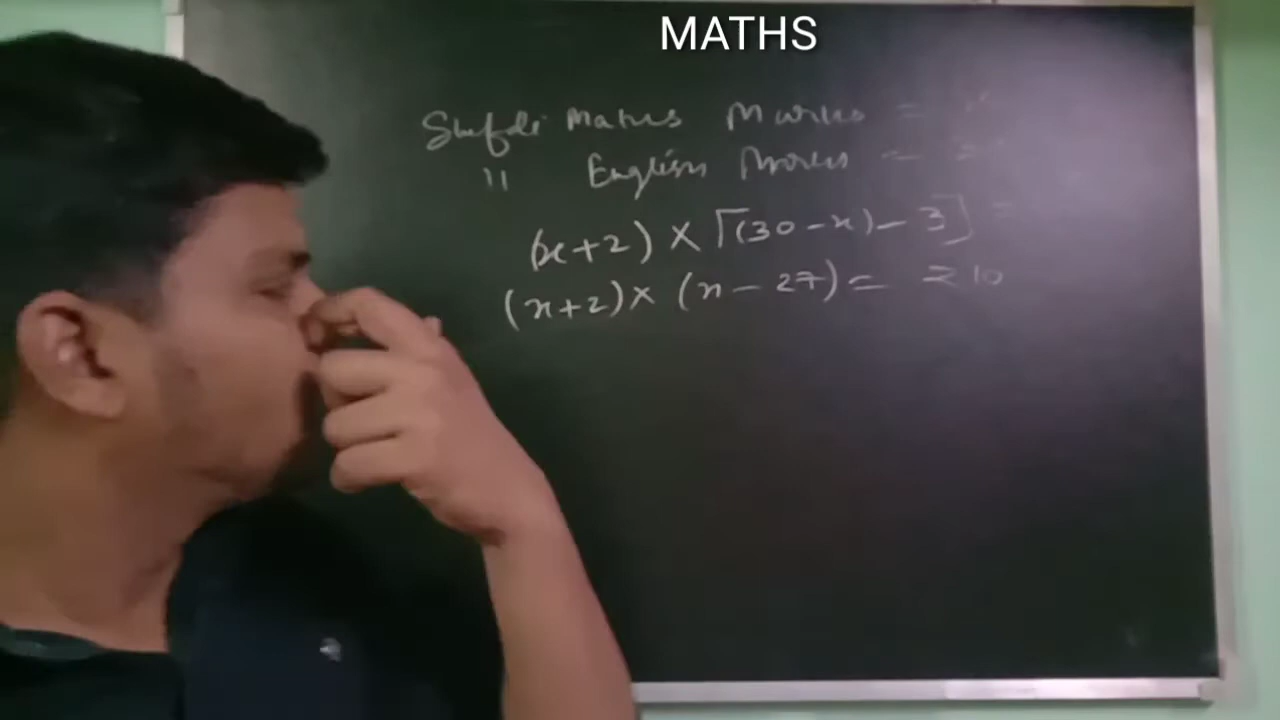 MATHS
Shefali Maths Marks =
" English Marks =
(x+2) × [(30-x)-3] =
(x+2)× (x-27) = 210